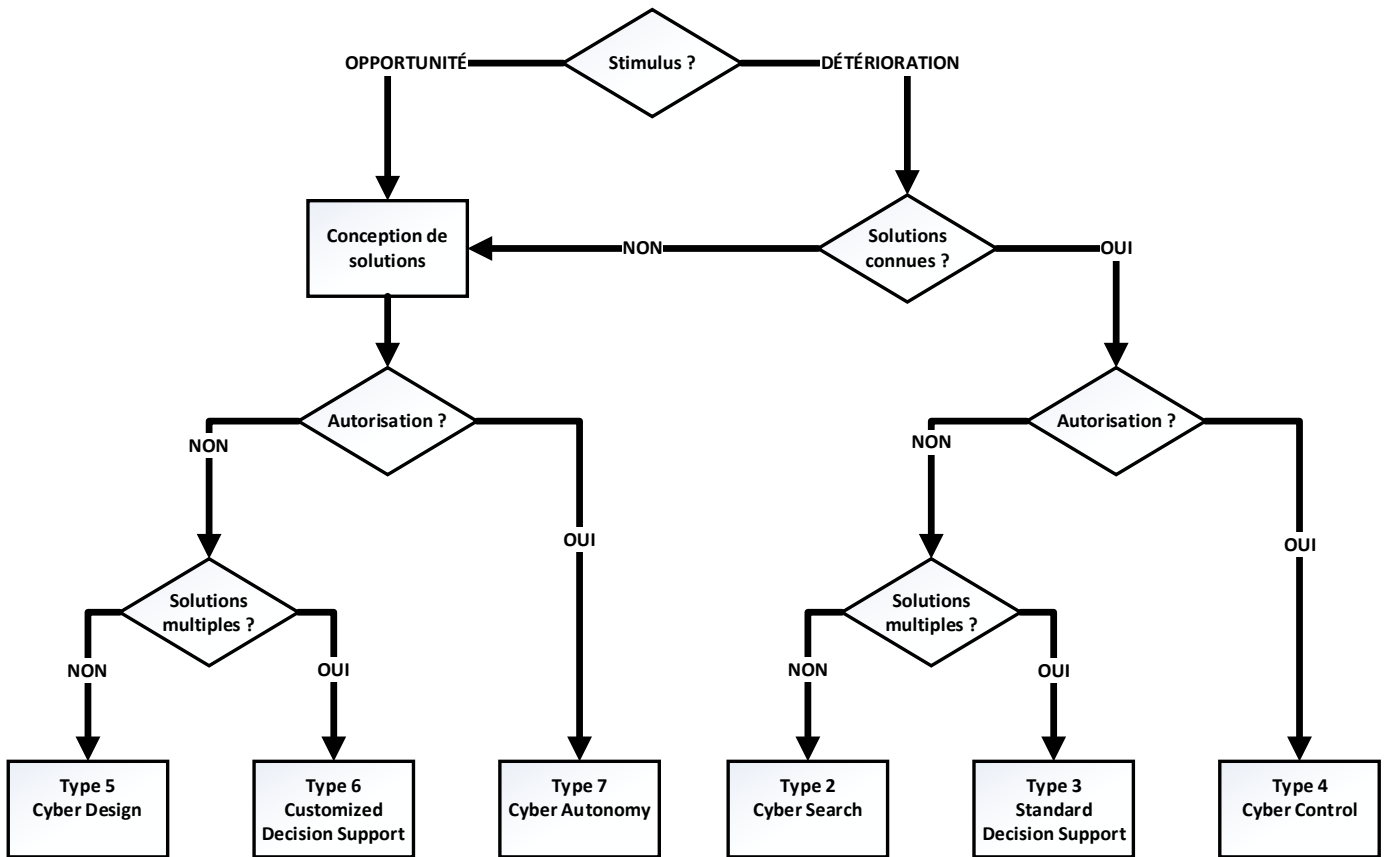 Stimulus ?
OPPORTUNITÉ
DÉTÉRIORATION
Conception de
solutions
NON
Solutions
connues ?
OUI
Autorisation ?
NON
OUI
Autorisation ?
NON
OUI
Solutions
multiples ?
NON
OUI
Solutions
multiples ?
NON
OUI
Type 5
Cyber Design
Type 6
Customized
Decision Support
Type 7
Cyber Autonomy
Type 2
Cyber Search
Type 3
Standard
Decision Support
Type 4
Cyber Control